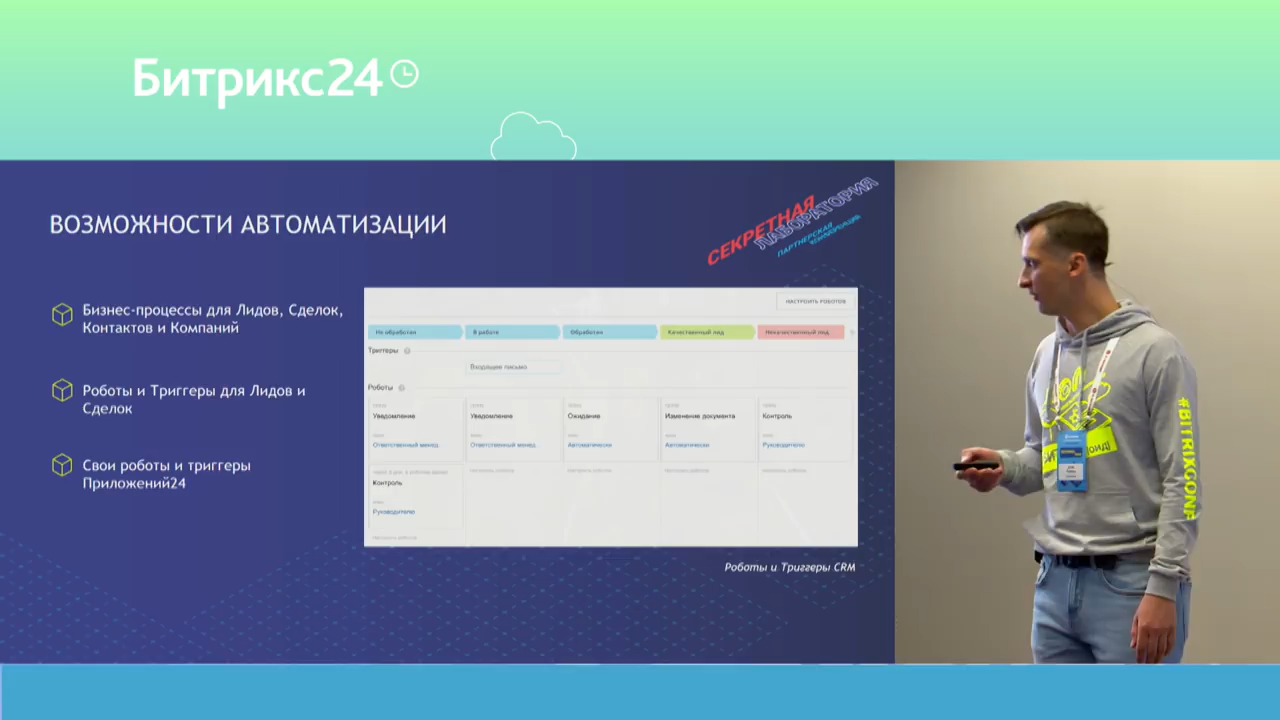 Битрикс24
ВОЗМОЖНОСТИ АВТОМАТИЗАЦИИ
СЕКРЕТНАЯ
ЛАБОРАТОРИЯ
ПАРТНЕРСКАЯ
КОНФЕРЕНЦИЯ
Бизнес-процессы для Лидов, Сделок,
Контактов и Компаний
Роботы и Триггеры для Лидов и
Сделок
Свои роботы и триггеры
Приложений24
НАСТРОИТЬ РОБОТОВ
Не обработан
В работе
Обработан
Качественный лид
Некачественный лид
Триггеры
Входящее письмо
Роботы
Уведомление
Уведомление
Ожидание
Изменение документа
Контроль
Ответственный менед..
Ответственный менед..
Автоматически
Автоматически
Руководителю
Контроль
Руководителю
Роботы и Триггеры CRM
#BITRIXCONF